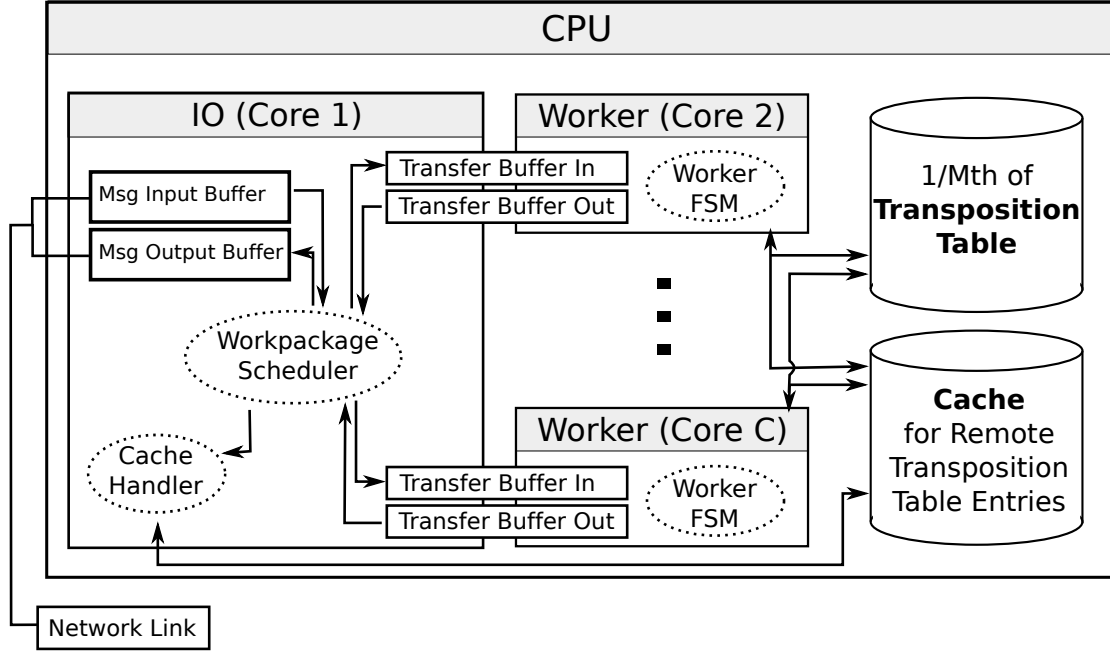 CPU
IO (Core 1)
Msg Input Buffer
Msg Output Buffer
Workpackage
Scheduler
Cache
Handler
Worker (Core 2)
Transfer Buffer In
Transfer Buffer Out
Worker
FSM
Worker (Core C)
Transfer Buffer In
Transfer Buffer Out
Worker
FSM
1/Mth of
Transposition
Table
Cache
for Remote
Transposition
Table Entries
Network Link